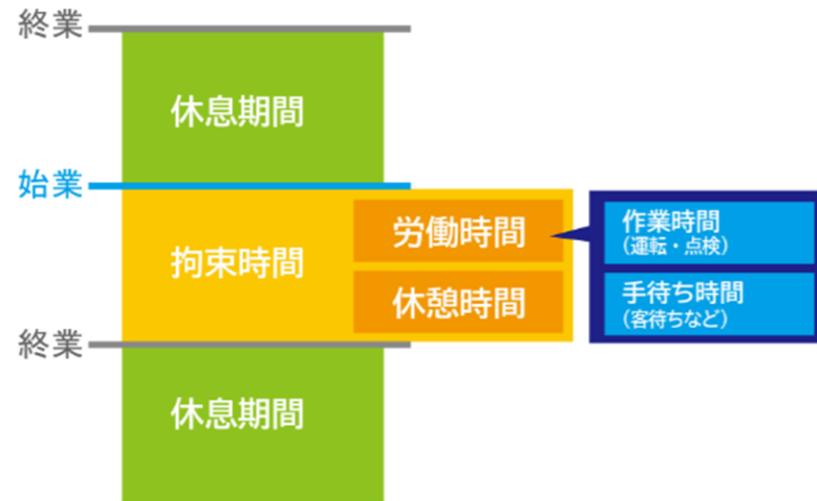 終業
休息期間
始業
拘束時間
労働時間
休憩時間
作業時間
（運転・点検）
手待ち時間
（客待ちなど）
終業
休息期間